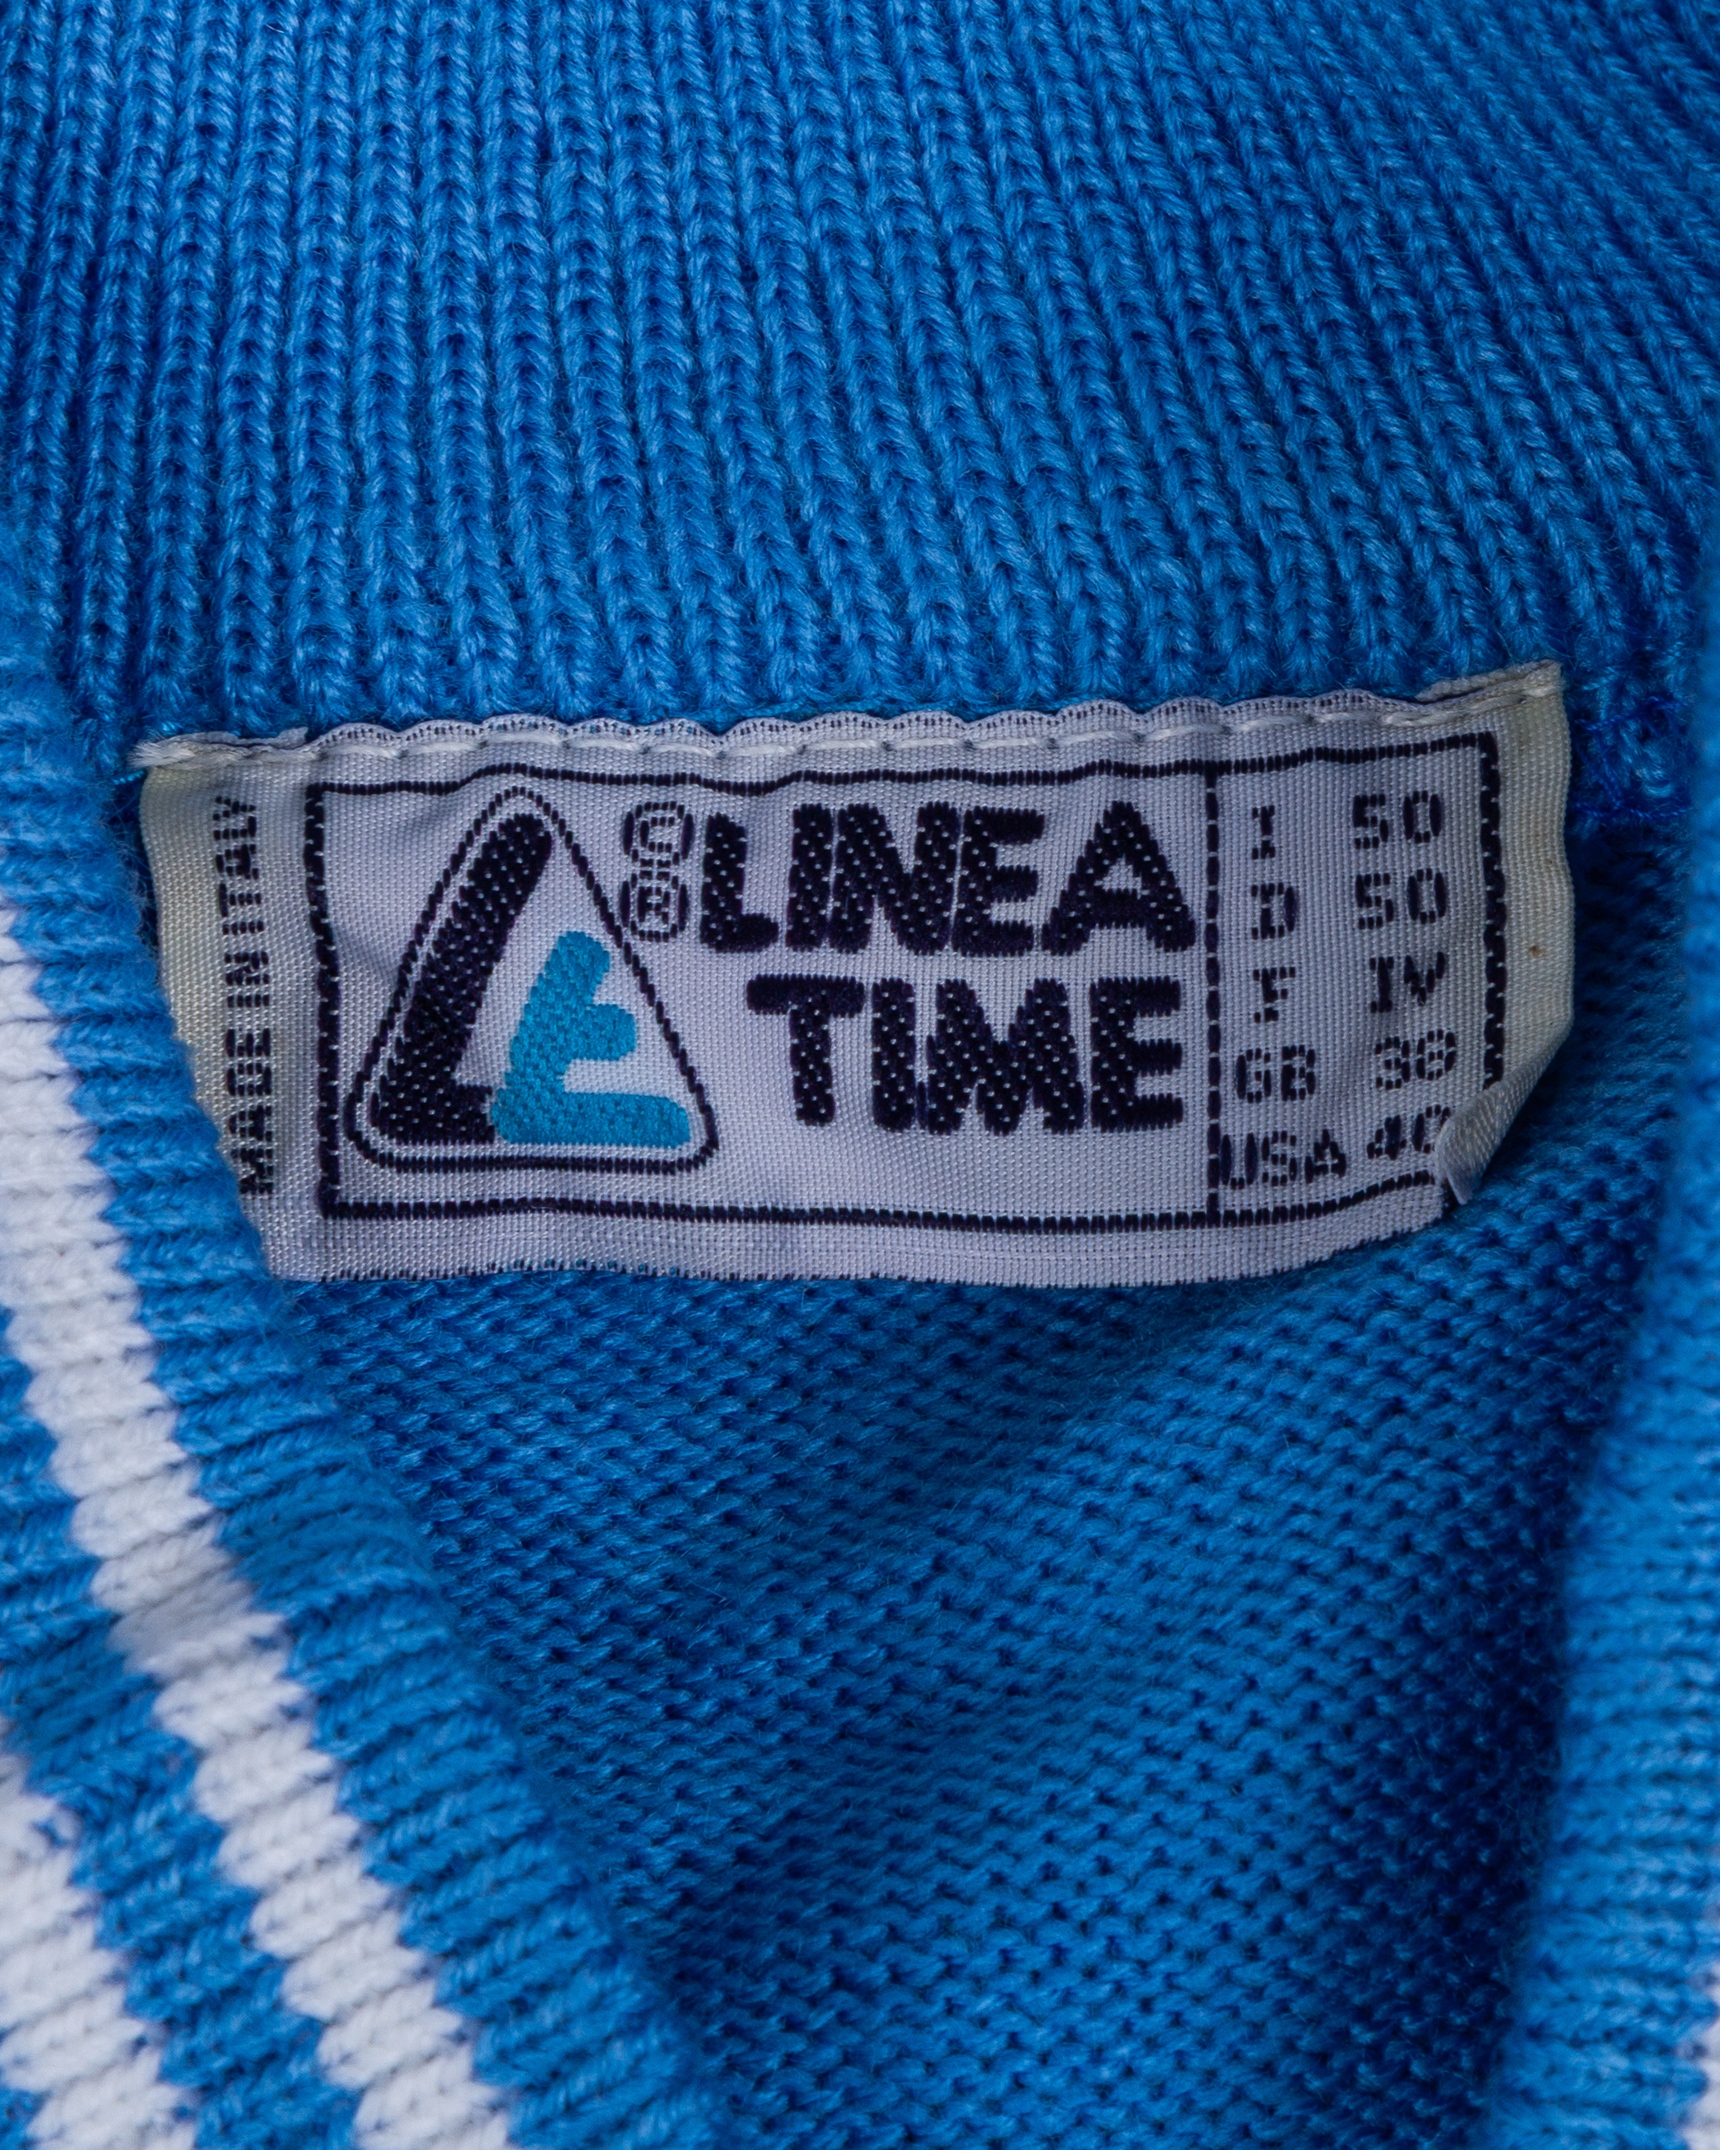 MADE IN ITALY
© LINEA
® TIME
I 50
D 50
F IV
GB 38
USA 40